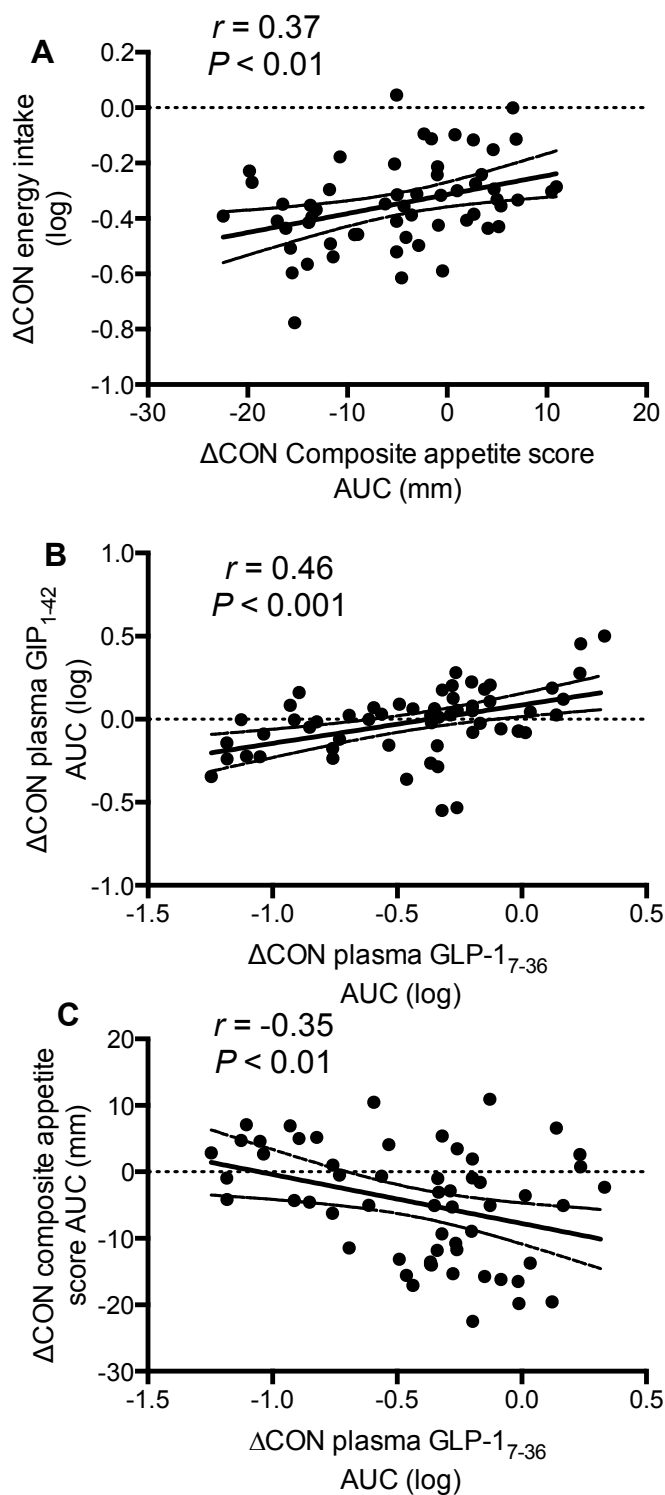 A
r = 0.37
P < 0.01
ΔCON energy intake
(log)
0.2
0.0
-0.2
-0.4
-0.6
-0.8
-1.0
-30 -20 -10 0 10 20
ΔCON Composite appetite score
AUC (mm)
B
r = 0.46
P < 0.001
ΔCON plasma GIP1-42
AUC (log)
1.0
0.5
0.0
-0.5
-1.0
-1.5 -1.0 -0.5 0.0 0.5
ΔCON plasma GLP-17-36
AUC (log)
C
r = -0.35
P < 0.01
ΔCON composite appetite
score AUC (mm)
20
10
0
-10
-20
-30
-1.5 -1.0 -0.5 0.0 0.5
ΔCON plasma GLP-17-36
AUC (log)